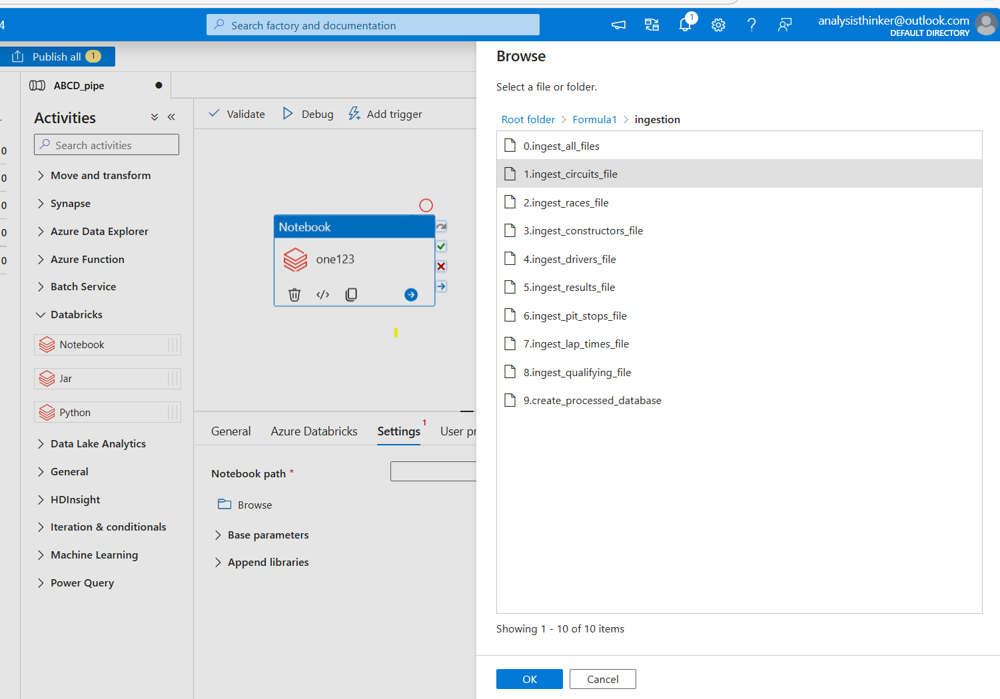 4
Search factory and documentation
1
analysisthinker@outlook.com
DEFAULT DIRECTORY
Publish all 1
ABCD_pipe
Activities
Search activities
Move and transform
Synapse
Azure Data Explorer
Azure Function
Batch Service
Databricks
Notebook
Jar
Python
Data Lake Analytics
General
HDInsight
Iteration & conditionals
Machine Learning
Power Query
0
0
0
0
0
Validate
Debug
Add trigger
Notebook
one123
General
Azure Databricks
Settings 1
User pr
Notebook path *
Browse
Base parameters
Append libraries
Browse
Select a file or folder.
Root folder > Formula1 > ingestion
0.ingest_all_files
1.ingest_circuits_file
2.ingest_races_file
3.ingest_constructors_file
4.ingest_drivers_file
5.ingest_results_file
6.ingest_pit_stops_file
7.ingest_lap_times_file
8.ingest_qualifying_file
9.create_processed_database
Showing 1 - 10 of 10 items
OK
Cancel